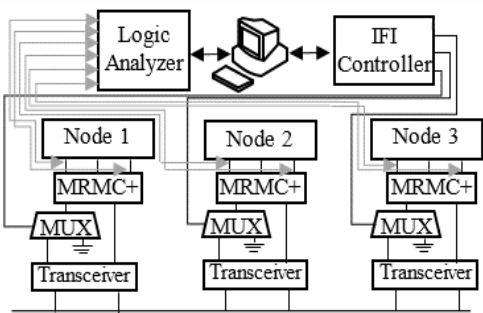 Logic
Analyzer
IFI
Controller
Node 1
Node 2
Node 3
MRMC+
MRMC+
MRMC+
MUX
MUX
MUX
Transceiver
Transceiver
Transceiver